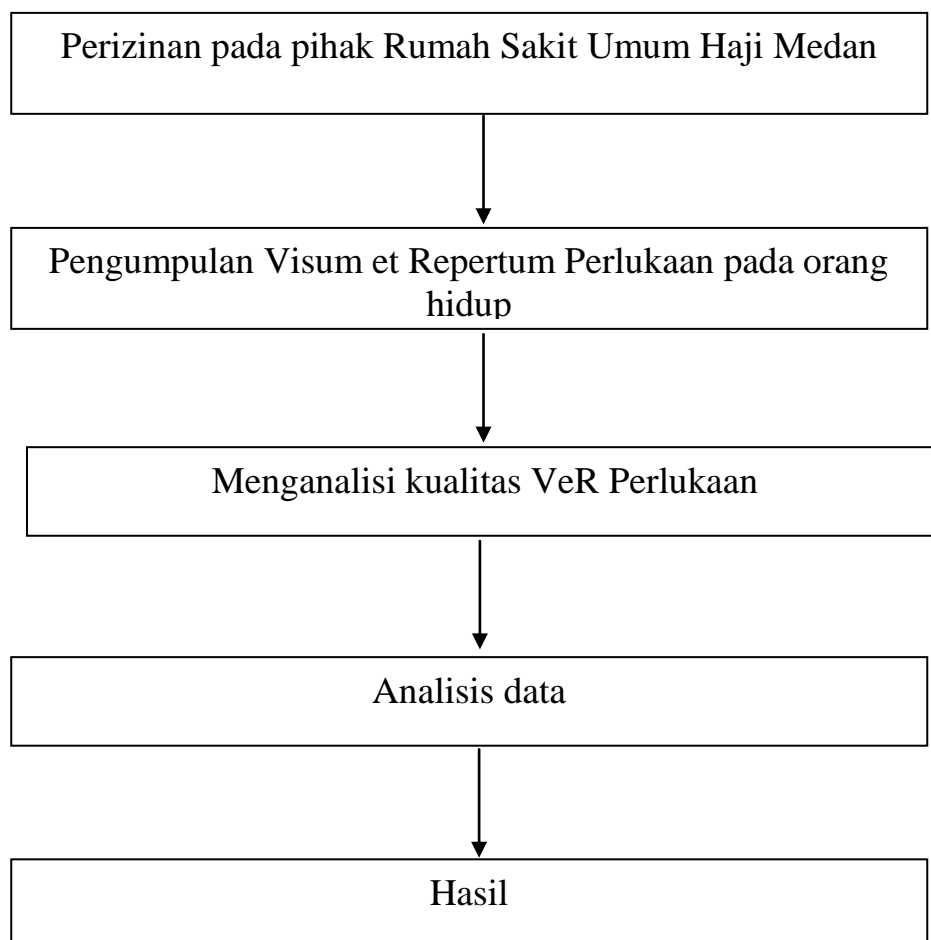 Perizinan pada pihak Rumah Sakit Umum Haji Medan
Pengumpulan Visum et Repertum Perlukaan pada orang
hidup
Menganalisi kualitas VeR Perlukaan
Analisis data
Hasil